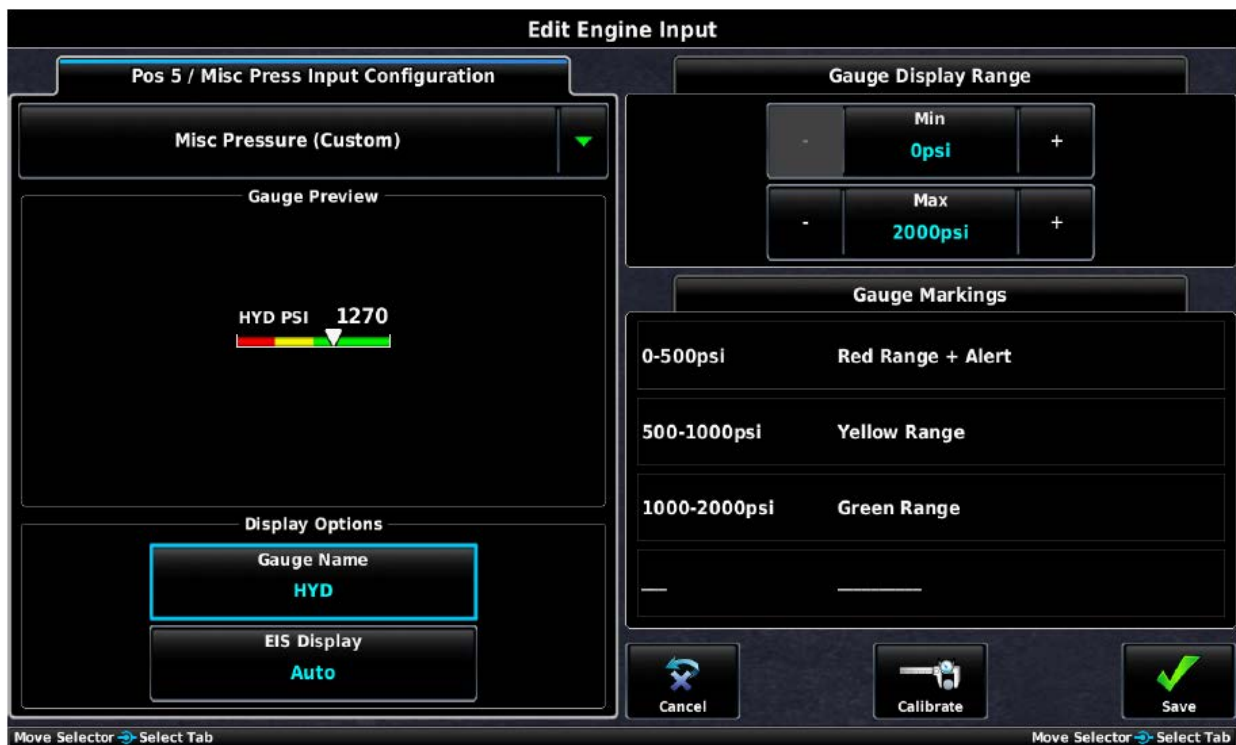 Edit Engine Input
Pos 5 / Misc Press Input Configuration
Misc Pressure (Custom)
Gauge Preview
HYD PSI 1270
Display Options
Gauge Name
HYD
EIS Display
Auto
Gauge Display Range
-
Min
0psi
+
-
Max
2000psi
+
Gauge Markings
0-500psi Red Range + Alert
500-1000psi Yellow Range
1000-2000psi Green Range
___ __________
Cancel
Calibrate
Save
Move Selector Select Tab
Move Selector Select Tab